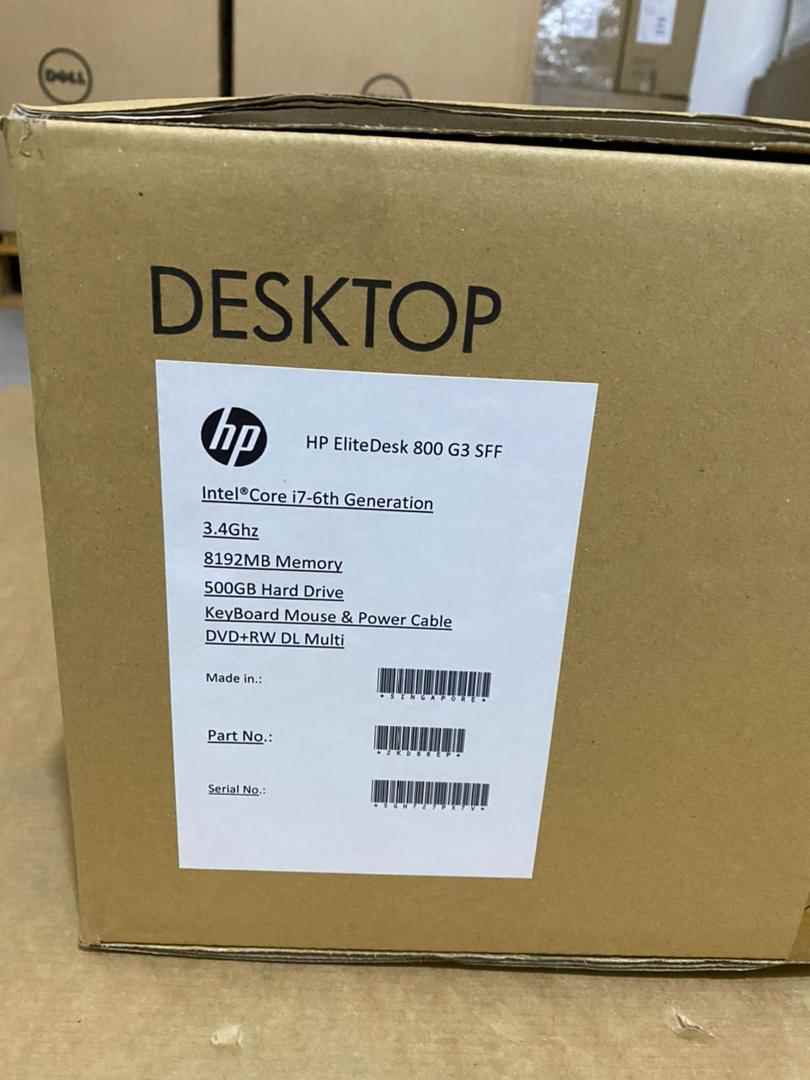 DELL
DESKTOP
hp HP EliteDesk 800 G3 SFF
Intel®Core i7-6th Generation
3.4Ghz
8192MB Memory
500GB Hard Drive
KeyBoard Mouse & Power Cable
DVD+RW DL Multi
Made in.:
*SINGAPORE*
Part No.:
Serial No.: